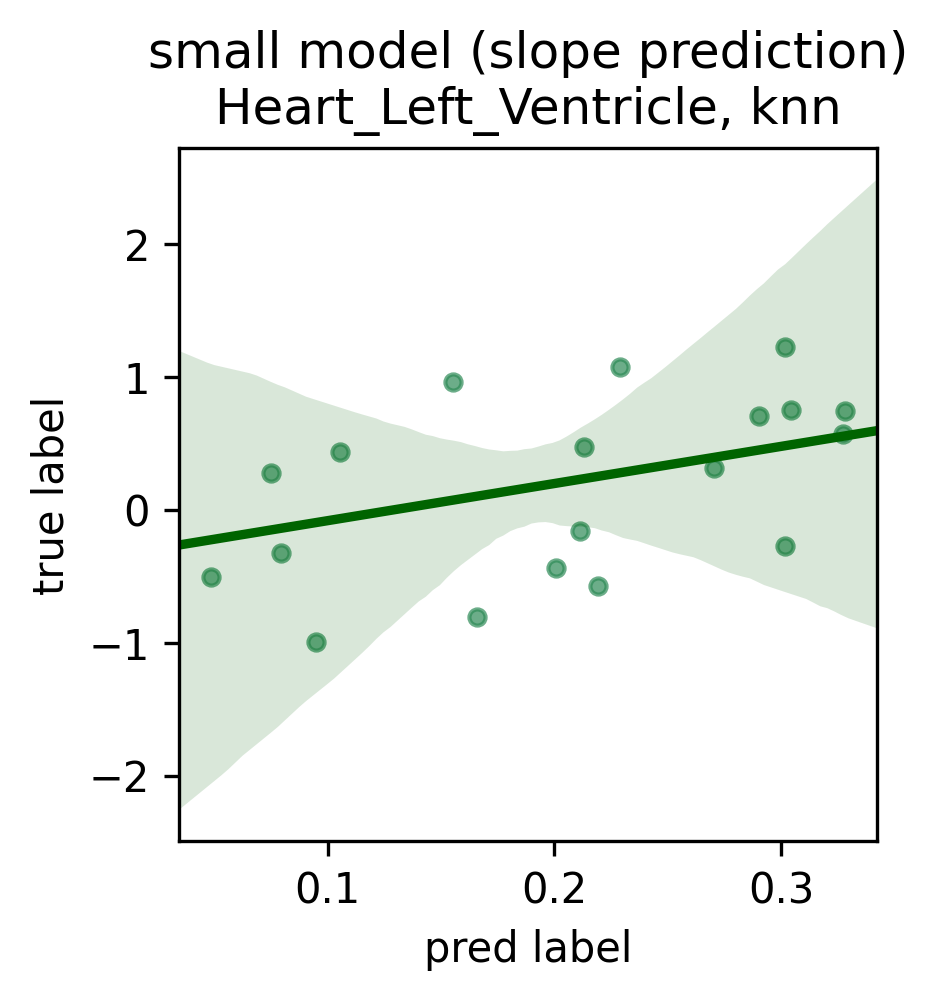 small model (slope prediction)
Heart_Left_Ventricle, knn
2
1
0
−1
−2
true label
0.1 0.2 0.3
pred label